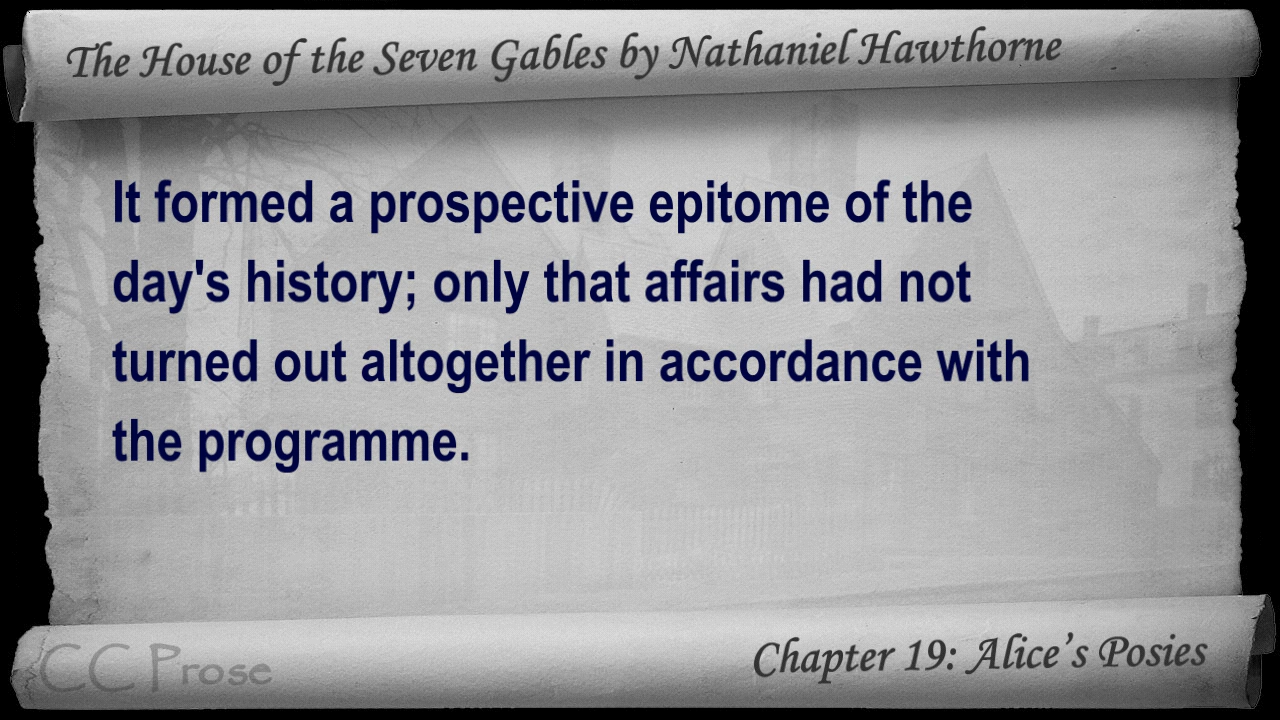 The House of the Seven Gables by Nathaniel Hawthorne
It formed a prospective epitome of the
day's history; only that affairs had not
turned out altogether in accordance with
the programme.
CC Prose
Chapter 19: Alice’s Posies